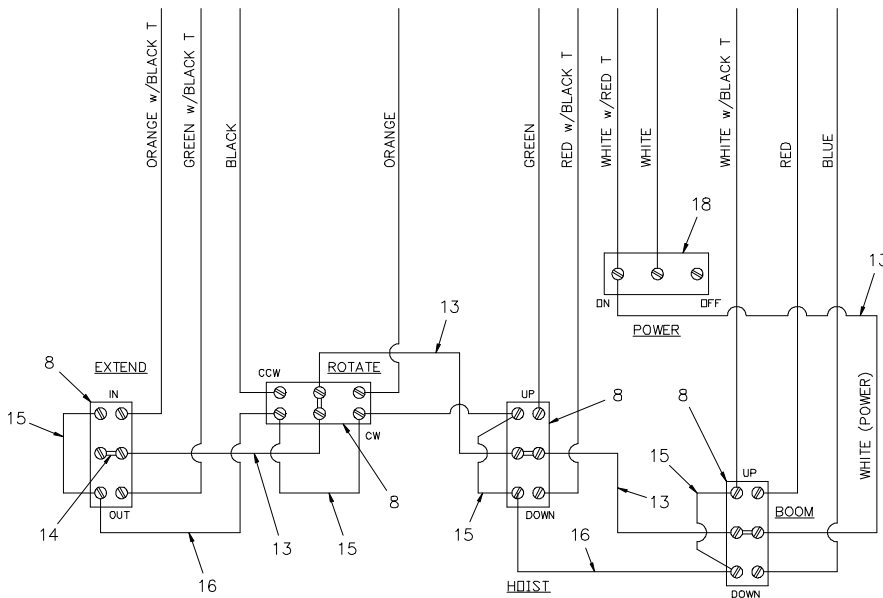 ORANGE w/BLACK T
GREEN w/BLACK T
BLACK
ORANGE
GREEN
RED w/BLACK T
WHITE w/RED T
WHITE
WHITE w/BLACK T
RED
BLUE
18
13
ON
OFF
POWER
13
EXTEND
8
IN
15
OUT
14
16
13
CCW
ROTATE
CW
8
15
UP
8
15
DOWN
HOIST
13
16
8
15
UP
BOOM
DOWN
WHITE (POWER)